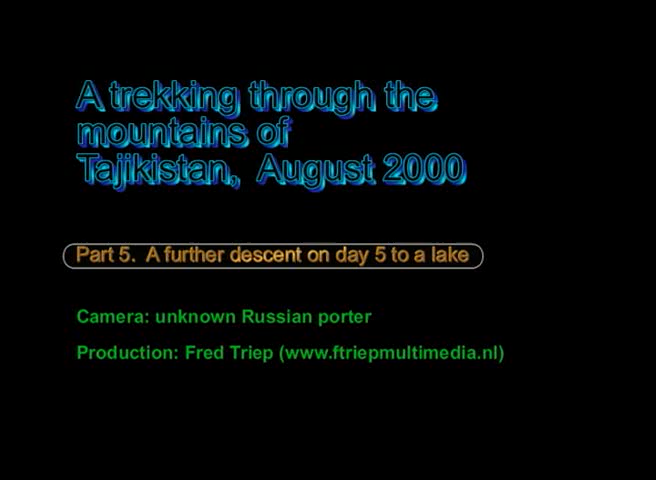 A trekking through the
mountains of
Tajikistan, August 2000
Part 5. A further descent on day 5 to a lake
Camera: unknown Russian porter
Production: Fred Triep (www.ftriepmultimedia.nl)